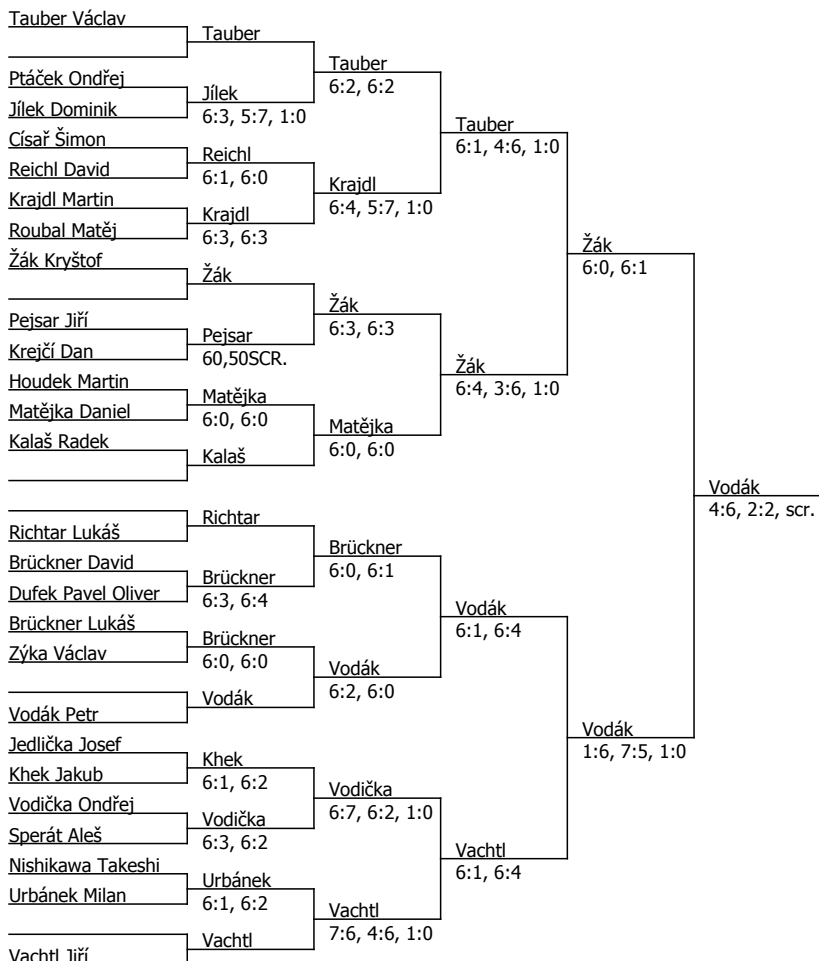 Tauber Václav
Tauber
Tauber
6:2, 6:2
Ptáček Ondřej
Jílek
6:3, 5:7, 1:0
Jílek Dominik
Tauber
6:1, 4:6, 1:0
Císař Šimon
Reichl
6:1, 6:0
Reichl David
Krajdl
6:4, 5:7, 1:0
Krajdl Martin
Krajdl
6:3, 6:3
Roubal Matěj
Žák
6:0, 6:1
Žák Kryštof
Žák
Žák
6:3, 6:3
Pejsar Jiří
Pejsar
60,50SCR.
Krejčí Dan
Žák
6:4, 3:6, 1:0
Houdek Martin
Matějka
6:0, 6:0
Matějka Daniel
Matějka
6:0, 6:0
Kalaš Radek
Kalaš
Vodák
4:6, 2:2, scr.
Richtar
Richtar Lukáš
Brückner
6:0, 6:1
Brückner David
Brückner
6:3, 6:4
Dufek Pavel Oliver
Vodák
6:1, 6:4
Brückner Lukáš
Brückner
6:0, 6:0
Zýka Václav
Vodák
6:2, 6:0
Vodák
Vodák Petr
Vodák
1:6, 7:5, 1:0
Jedlička Josef
Khek
6:1, 6:2
Khek Jakub
Vodička
6:7, 6:2, 1:0
Vodička Ondřej
Vodička
6:3, 6:2
Sperát Aleš
Vachtl
6:1, 6:4
Nishikawa Takeshi
Urbánek
6:1, 6:2
Urbánek Milan
Vachtl
7:6, 4:6, 1:0
Vachtl
Vachtl Jiří